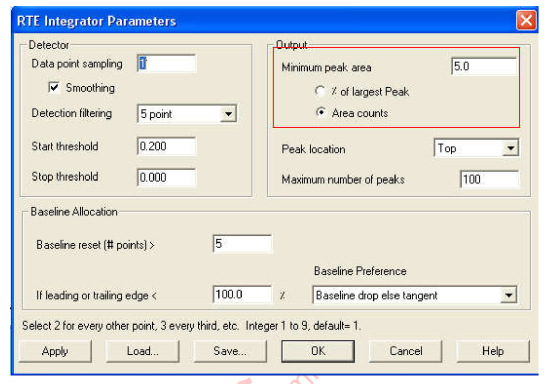 RTE Integrator Parameters
Detector
Data point sampling 1
Smoothing
Detection filtering 5 point
Start threshold 0.200
Stop threshold 0.000
Output
Minimum peak area 5.0
% of largest Peak
Area counts
Peak location Top
Maximum number of peaks 100
Baseline Allocation
Baseline reset (# points) > 5
If leading or trailing edge < 100.0 %
Baseline Preference
Baseline drop else tangent
Select 2 for every other point, 3 every third, etc. Integer 1 to 9, default= 1.
Apply Load... Save... OK Cancel Help